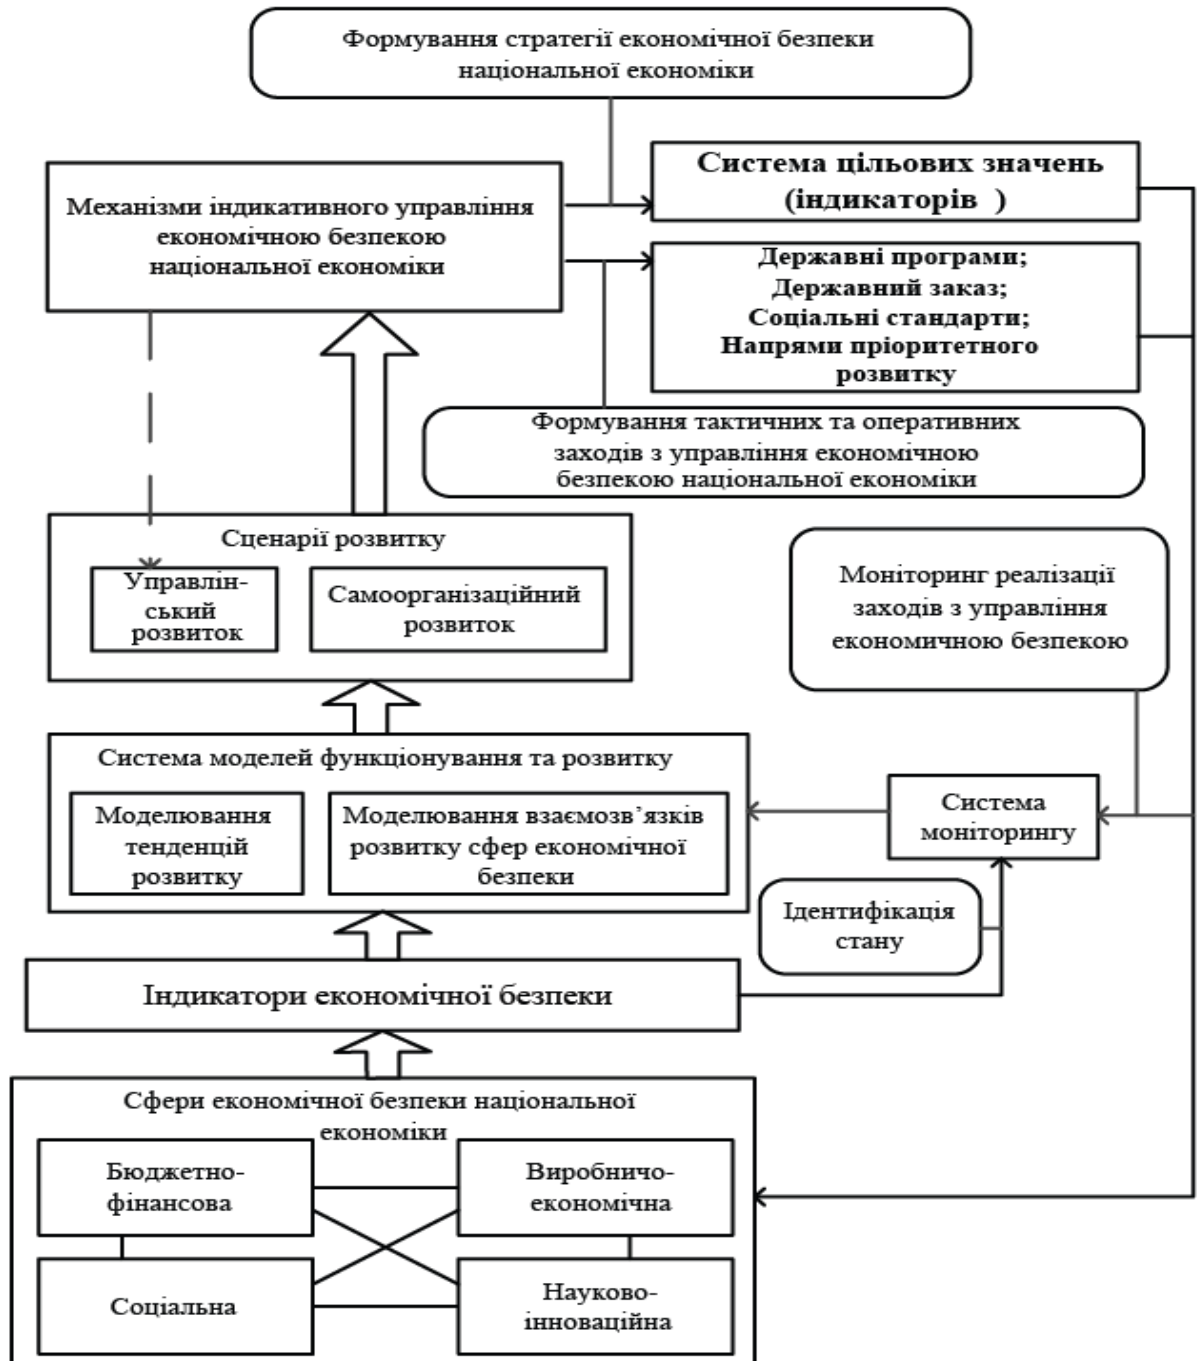 Формування стратегії економічної безпеки
національної економіки
Система цільових значень
(індикаторів )
Механізми індикативного управління
економічною безпекою
національної економіки
Державні програми;
Державний заказ;
Соціальні стандарти;
Напрями пріоритетного
розвитку
Формування тактичних та оперативних
заходів з управління економічною
безпекою національної економіки
Сценарії розвитку
Управлін-
ський
розвиток
Самоорганізаційний
розвиток
Моніторинг реалізації
заходів з управління
економичною безпекою
Система моделей функціонування та розвитку
Моделювання
тенденцій
розвитку
Моделювання взаємозв’язків
розвитку сфер економічної
безпеки
Система
моніторингу
Ідентифікація
стану
Індикатори економічної безпеки
Сфери економічної безпеки національної
економіки
Бюджетно-
фінансова
Виробничо-
економічна
Соціальна
Науково-
інноваційна